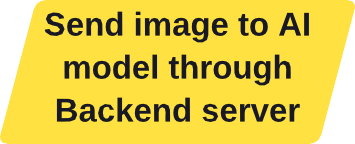 Send image to AI
model through
Backend server